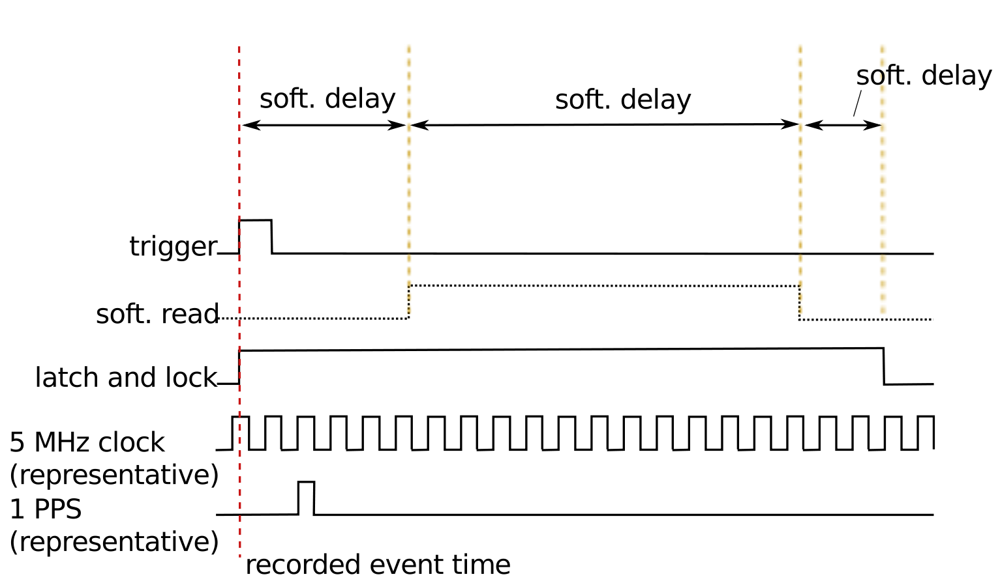 soft. delay
soft. delay
soft. delay
trigger
soft. read
latch and lock
5 MHz clock
(representative)
1 PPS
(representative)
recorded event time